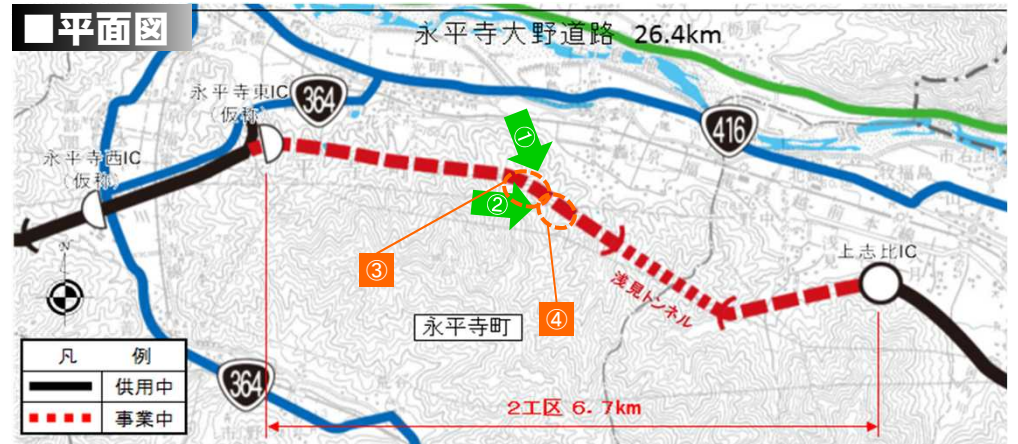 ■平面図
永平寺大野道路 26.4km
永平寺東IC
(仮称)
364
416
永平寺西IC
(仮称)
①
②
③
④
上志比IC
浅見トンネル
N
永平寺町
凡例
供用中
事業中
364
2工区 6.7km